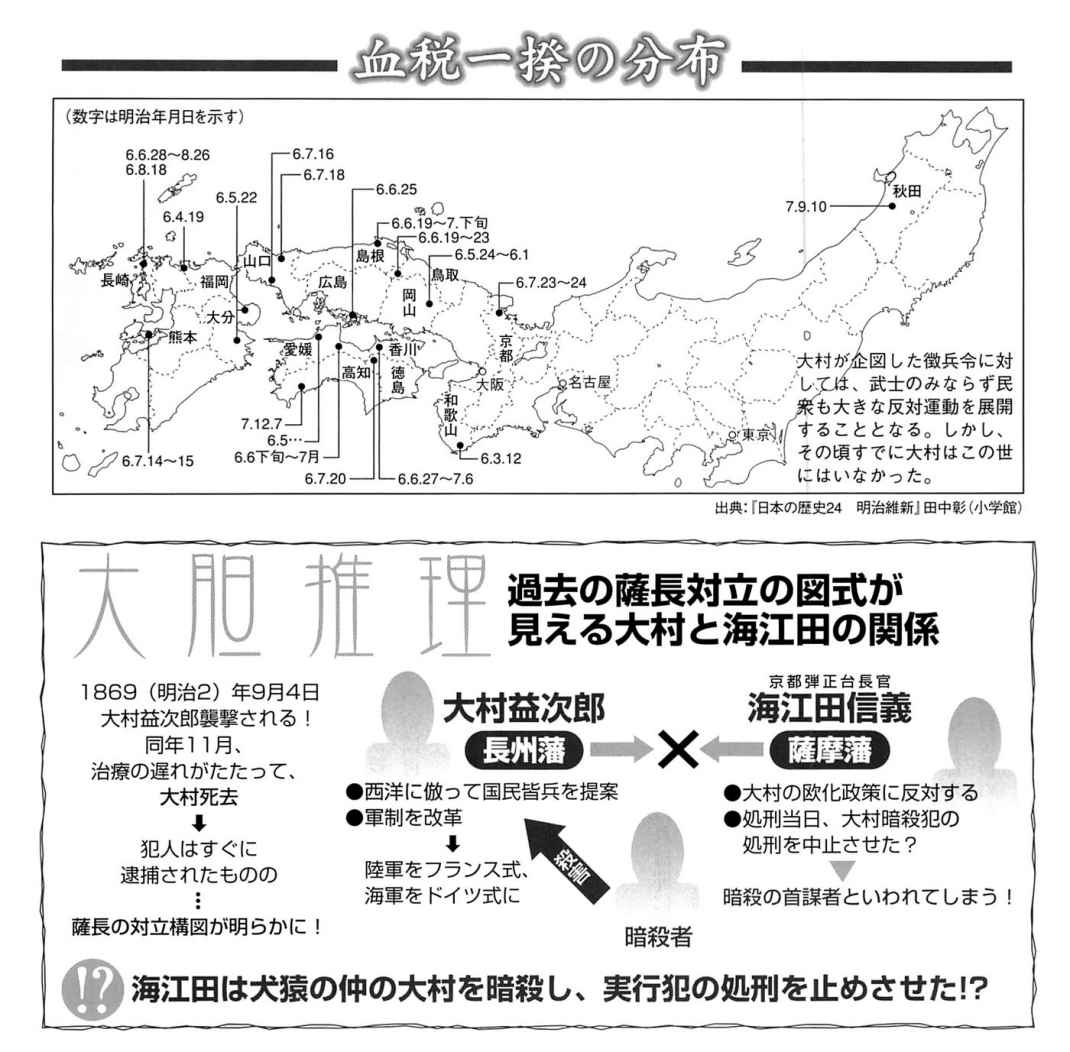 血税一揆の分布
（数字は明治年月日を示す）
6.6.28〜8.26
6.8.18
6.4.19
6.5.22
6.7.16
6.7.18
6.6.25
6.6.19〜7.下旬
6.6.19〜23
6.5.24〜6.1
6.7.23〜24
7.9.10
秋田
長崎
福岡
山口
島根
鳥取
広島
岡山
大分
熊本
愛媛
香川
高知
徳島
京都
大阪
和歌山
名古屋
東京
7.12.7
6.5…
6.6下旬〜7月
6.7.14〜15
6.7.20
6.6.27〜7.6
6.3.12
大村が企図した徴兵令に対
しては、武士のみならず民
衆も大きな反対運動を展開
することとなる。しかし、
その頃すでに大村はこの世
にはいなかった。
出典：『日本の歴史24　明治維新』田中彰（小学館）
大胆推理
過去の薩長対立の図式が
見える大村と海江田の関係
1869（明治2）年9月4日
大村益次郎襲撃される！
同年11月、
治療の遅れがたたって、
大村死去
犯人はすぐに
逮捕されたものの
薩長の対立構図が明らかに！
大村益次郎
長州藩
●西洋に倣って国民皆兵を提案
●軍制を改革
陸軍をフランス式、
海軍をドイツ式に
殺害
暗殺者
京都弾正台長官
海江田信義
薩摩藩
●大村の欧化政策に反対する
●処刑当日、大村暗殺犯の
処刑を中止させた？
暗殺の首謀者といわれてしまう！
!?
海江田は犬猿の仲の大村を暗殺し、実行犯の処刑を止めさせた!?